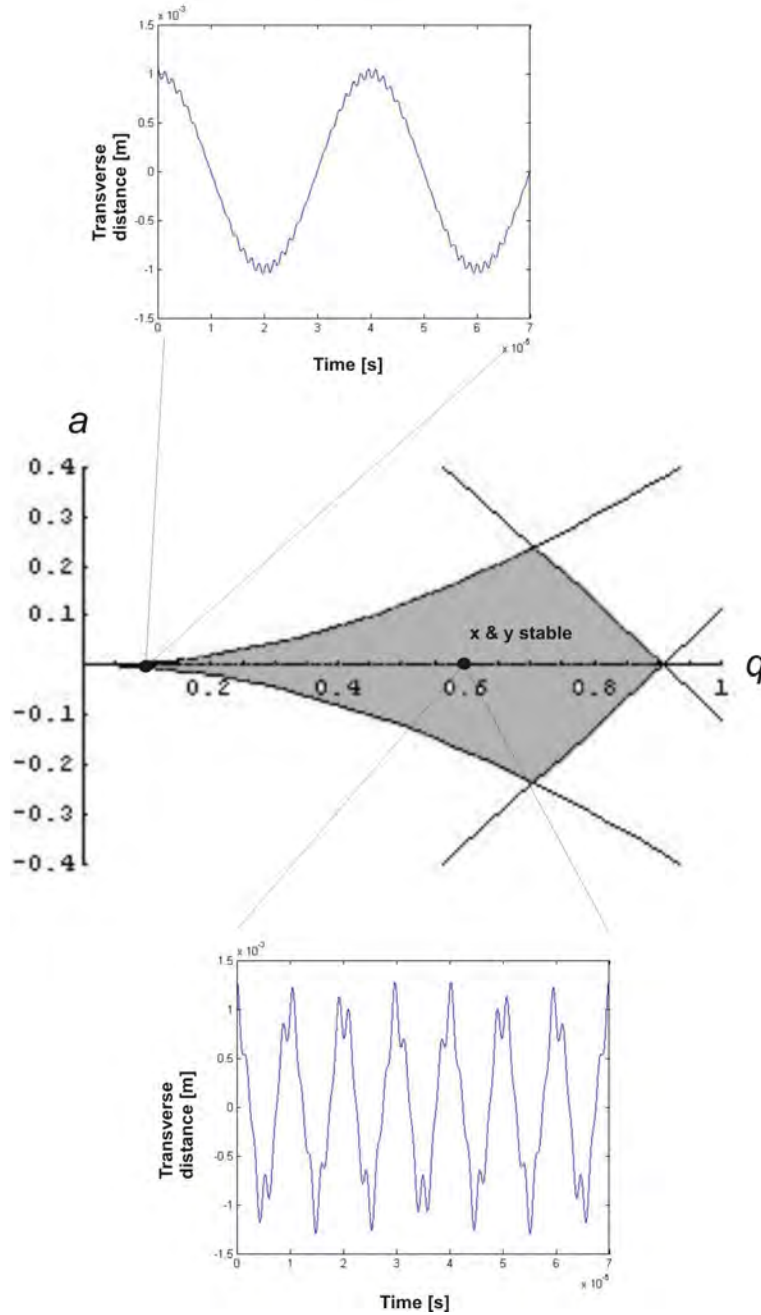 x 10⁻³
1.5
1
0.5
0
-0.5
-1
-1.5
Transverse
distance [m]
0 1 2 3 4 5 6 7
x 10⁻⁵
Time [s]
a
0.4
0.3
0.2
0.1
-0.1
-0.2
-0.3
-0.4
x & y stable
0.2 0.4 0.6 0.8 1
q
x 10⁻³
1.5
1
0.5
0
-0.5
-1
-1.5
Transverse
distance [m]
0 1 2 3 4 5 6 7
x 10⁻⁵
Time [s]